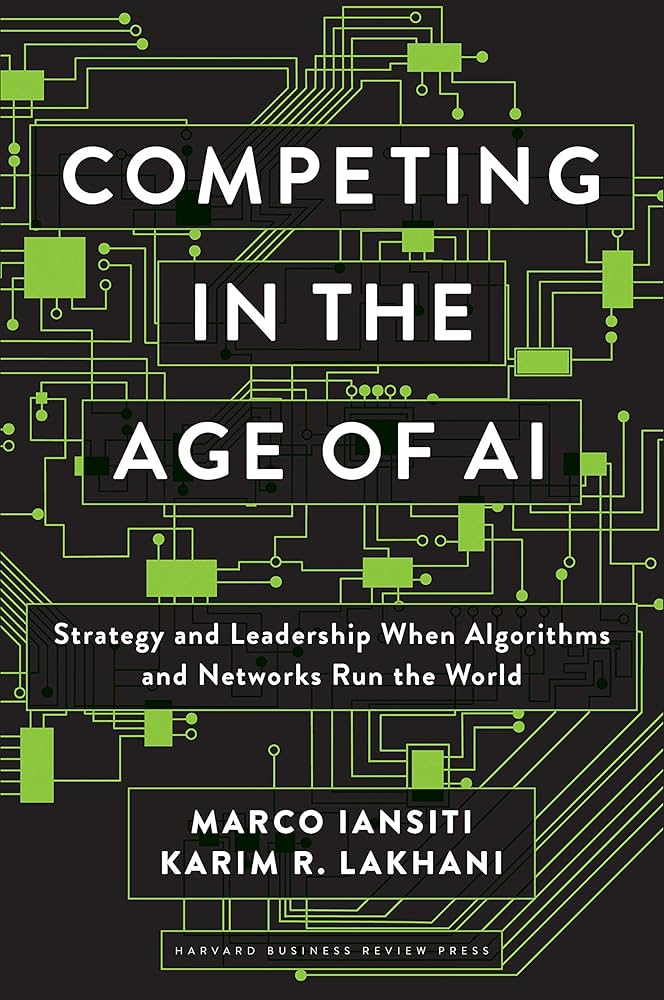 COMPETING
IN THE
AGE OF AI
Strategy and Leadership When Algorithms
and Networks Run the World
MARCO IANSITI
KARIM R. LAKHANI
HARVARD BUSINESS REVIEW PRESS